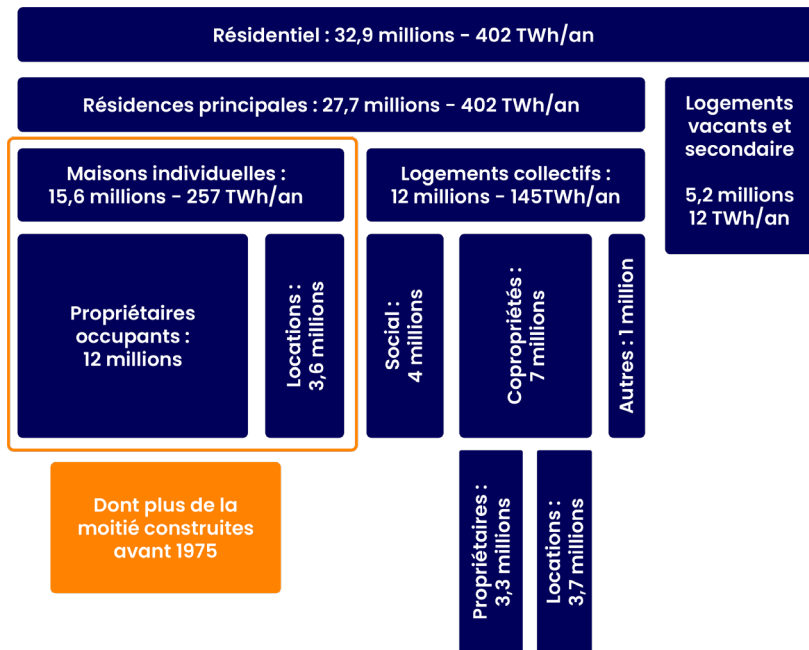 Résidentiel : 32,9 millions - 402 TWh/an
Résidences principales : 27,7 millions - 402 TWh/an
Logements
vacants et
secondaire
5,2 millions
12 TWh/an
Maisons individuelles :
15,6 millions - 257 TWh/an
Logements collectifs :
12 millions - 145TWh/an
Propriétaires
occupants :
12 millions
Locations :
3,6 millions
Social :
4 millions
Copropriétés :
7 millions
Autres : 1 million
Dont plus de la
moitié construites
avant 1975
Propriétaires :
3,3 millions
Locations :
3,7 millions